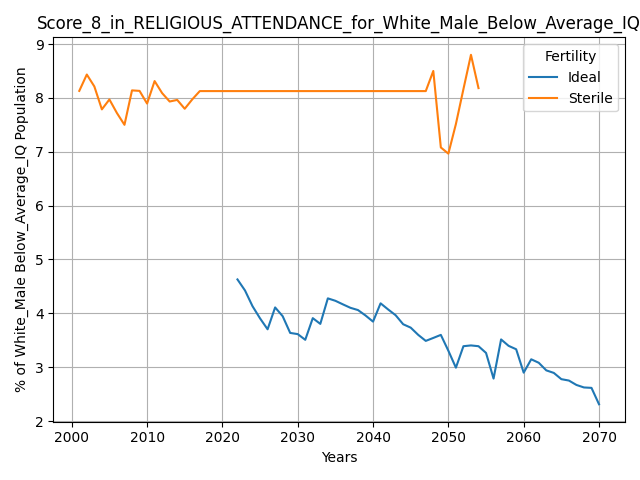 Score_8_in_RELIGIOUS_ATTENDANCE_for_White_Male_Below_Average_IQ
% of White_Male Below_Average_IQ Population
9
8
7
6
5
4
3
2
Fertility
Ideal
Sterile
2000 2010 2020 2030 2040 2050 2060 2070
Years